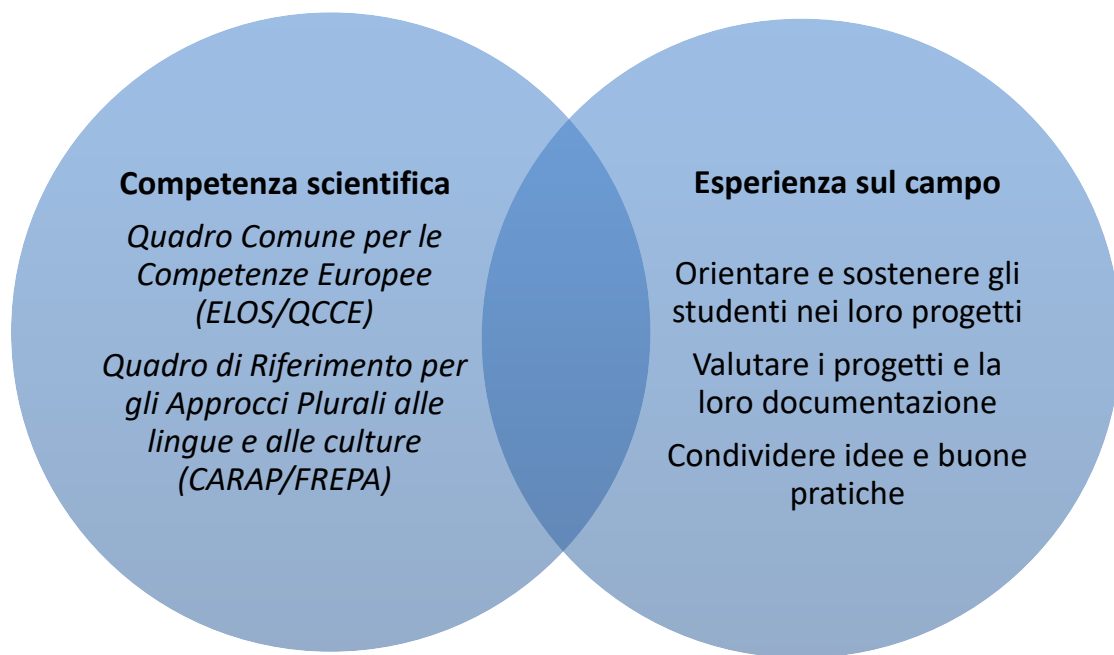 Competenza scientifica
Quadro Comune per le
Competenze Europee
(ELOS/QCCE)
Quadro di Riferimento per
gli Approcci Plurali alle
lingue e alle culture
(CARAP/FREPA)
Esperienza sul campo
Orientare e sostenere gli
studenti nei loro progetti
Valutare i progetti e la
loro documentazione
Condividere idee e buone
pratiche